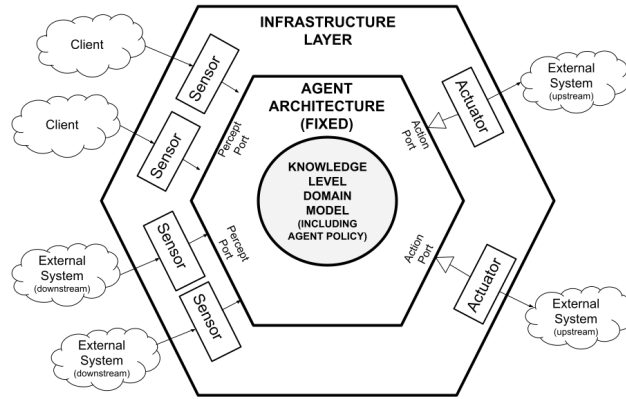 INFRASTRUCTURE
LAYER
Client
Sensor
External
System
(upstream)
Actuator
AGENT
ARCHITECTURE
(FIXED)
Client
Sensor
Percept
Port
Action
Port
KNOWLEDGE
LEVEL
DOMAIN
MODEL
(INCLUDING
AGENT POLICY)
External
System
(downstream)
Sensor
Percept
Port
Action
Port
Actuator
External
System
(upstream)
External
System
(downstream)
Sensor